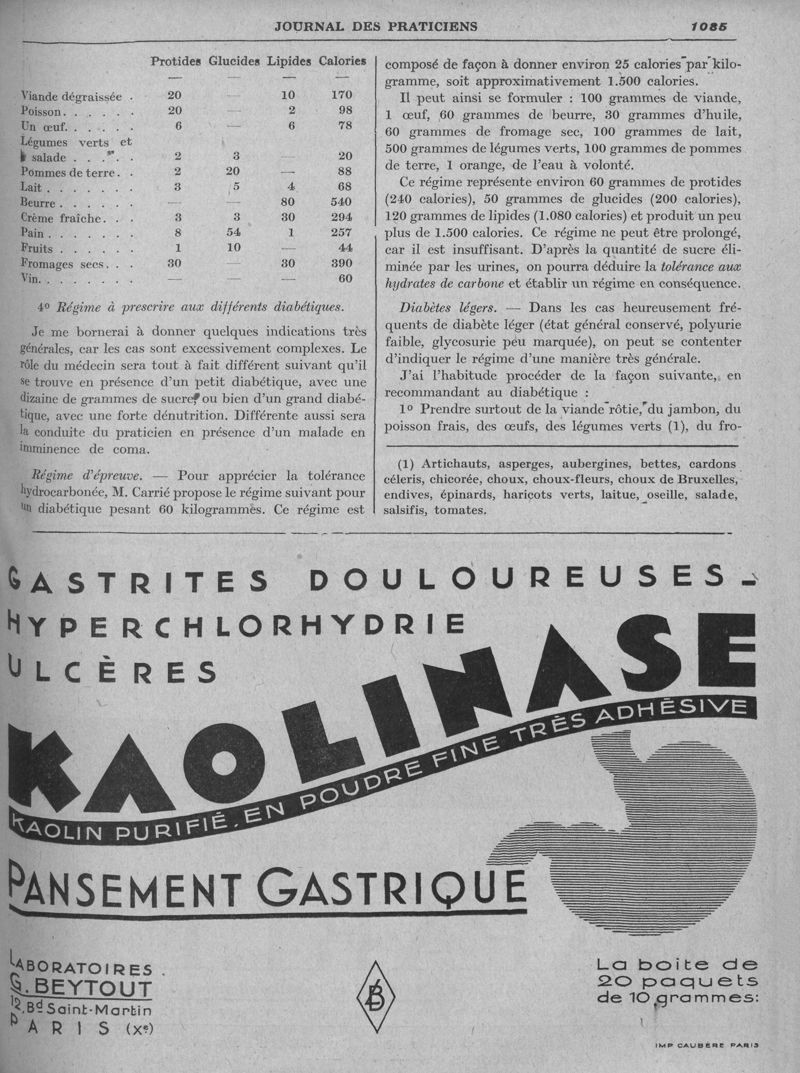 JOURNAL DES PRATICIENS 1085
Protides Glucides Lipides Calories
— — — —
Viande dégraissée . 20 — 10 170
Poisson. . . . . . 20 — 2 98
Un œuf. . . . . . 6 — 6 78
Légumes verts et
salade . . . . . 2 3 — 20
Pommes de terre. . 2 20 — 88
Lait . . . . . . . 3 5 4 68
Beurre . . . . . . — — 80 540
Crème fraîche. . . 3 3 30 294
Pain . . . . . . . 8 54 1 257
Fruits . . . . . . 1 10 — 44
Fromages secs. . . 30 — 30 390
Vin. . . . . . . . — — — 60
4º Régime à prescrire aux différents diabétiques.
Je me bornerai à donner quelques indications très
générales, car les cas sont excessivement complexes. Le
rôle du médecin sera tout à fait différent suivant qu'il
se trouve en présence d'un petit diabétique, avec une
dizaine de grammes de sucre, ou bien d'un grand diabé-
tique, avec une forte dénutrition. Différente aussi sera
la conduite du praticien en présence d'un malade en
imminence de coma.
Régime d'épreuve. — Pour apprécier la tolérance
hydrocarbonée, M. Carrié propose le régime suivant pour
un diabétique pesant 60 kilogrammes. Ce régime est
composé de façon à donner environ 25 calories par kilo-
gramme, soit approximativement 1.500 calories.
Il peut ainsi se formuler : 100 grammes de viande,
1 œuf, 60 grammes de beurre, 30 grammes d'huile,
60 grammes de fromage sec, 100 grammes de lait,
500 grammes de légumes verts, 100 grammes de pommes
de terre, 1 orange, de l'eau à volonté.
Ce régime représente environ 60 grammes de protides
(240 calories), 50 grammes de glucides (200 calories),
120 grammes de lipides (1.080 calories) et produit un peu
plus de 1.500 calories. Ce régime ne peut être prolongé,
car il est insuffisant. D'après la quantité de sucre éli-
minée par les urines, on pourra déduire la tolérance aux
hydrates de carbone et établir un régime en conséquence.
Diabètes légers. — Dans les cas heureusement fré-
quents de diabète léger (état général conservé, polyurie
faible, glycosurie peu marquée), on peut se contenter
d'indiquer le régime d'une manière très générale.
J'ai l'habitude procéder de la façon suivante, en
recommandant au diabétique :
1º Prendre surtout de la viande rôtie, du jambon, du
poisson frais, des œufs, des légumes verts (1), du fro-
(1) Artichauts, asperges, aubergines, bettes, cardons
céleris, chicorée, choux, choux-fleurs, choux de Bruxelles,
endives, épinards, haricots verts, laitue, oseille, salade,
salsifis, tomates.
GASTRITES DOULOUREUSES -
HYPERCHLORHYDRIE
ULCÈRES
KAOLINASE
KAOLIN PURIFIÉ. EN POUDRE FINE TRÈS ADHÉSIVE
PANSEMENT GASTRIQUE
LABORATOIRES
G. BEYTOUT
12, Bd Saint-Martin
PARIS (Xe)
La boite de
20 paquets
de 10 grammes:
IMP CAUBÈRE PARIS